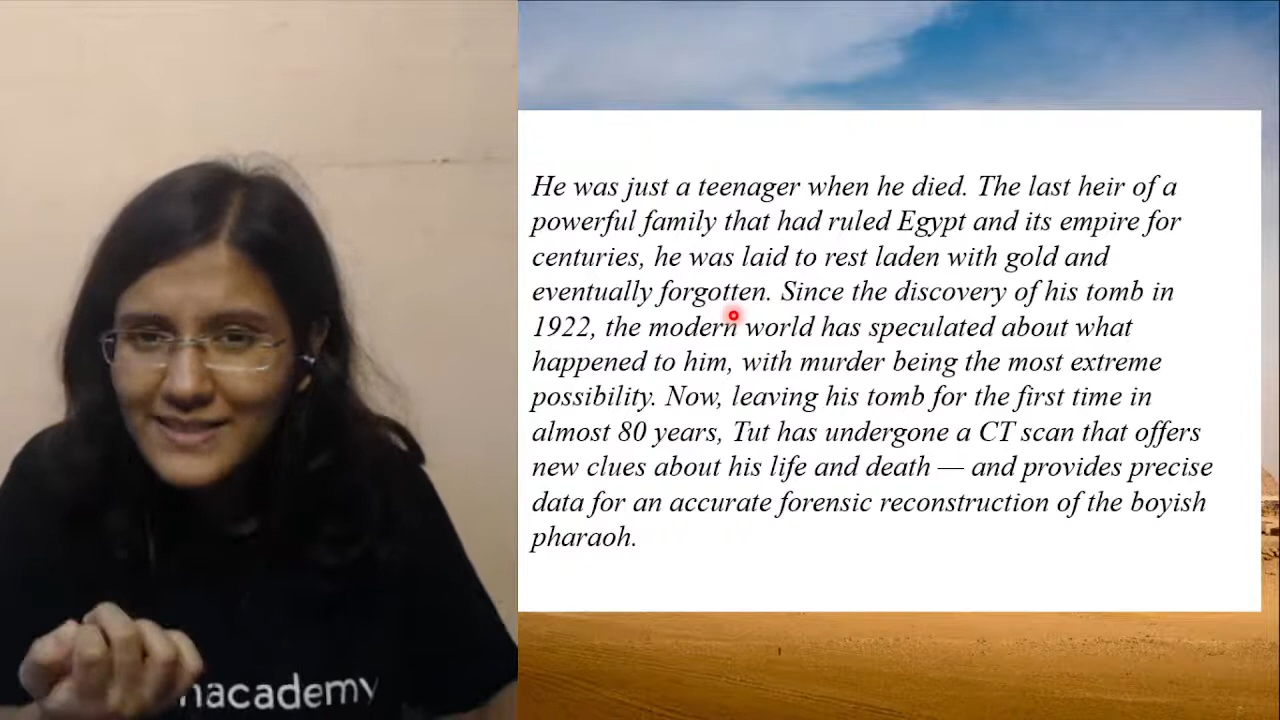 He was just a teenager when he died. The last heir of a
powerful family that had ruled Egypt and its empire for
centuries, he was laid to rest laden with gold and
eventually forgotten. Since the discovery of his tomb in
1922, the modern world has speculated about what
happened to him, with murder being the most extreme
possibility. Now, leaving his tomb for the first time in
almost 80 years, Tut has undergone a CT scan that offers
new clues about his life and death — and provides precise
data for an accurate forensic reconstruction of the boyish
pharaoh.
nacademy